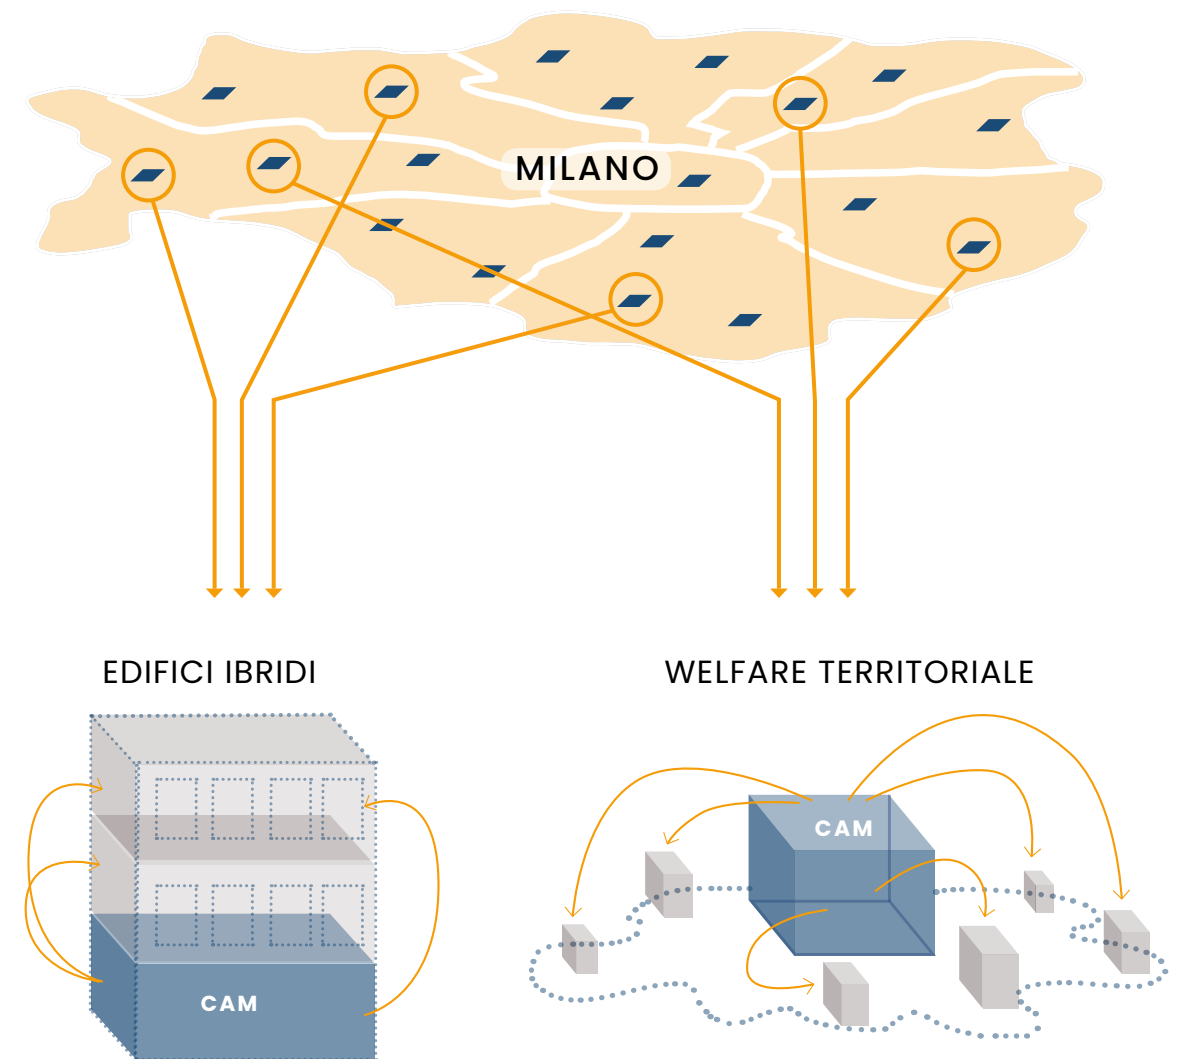 MILANO
EDIFICI IBRIDI
WELFARE TERRITORIALE
CAM
CAM